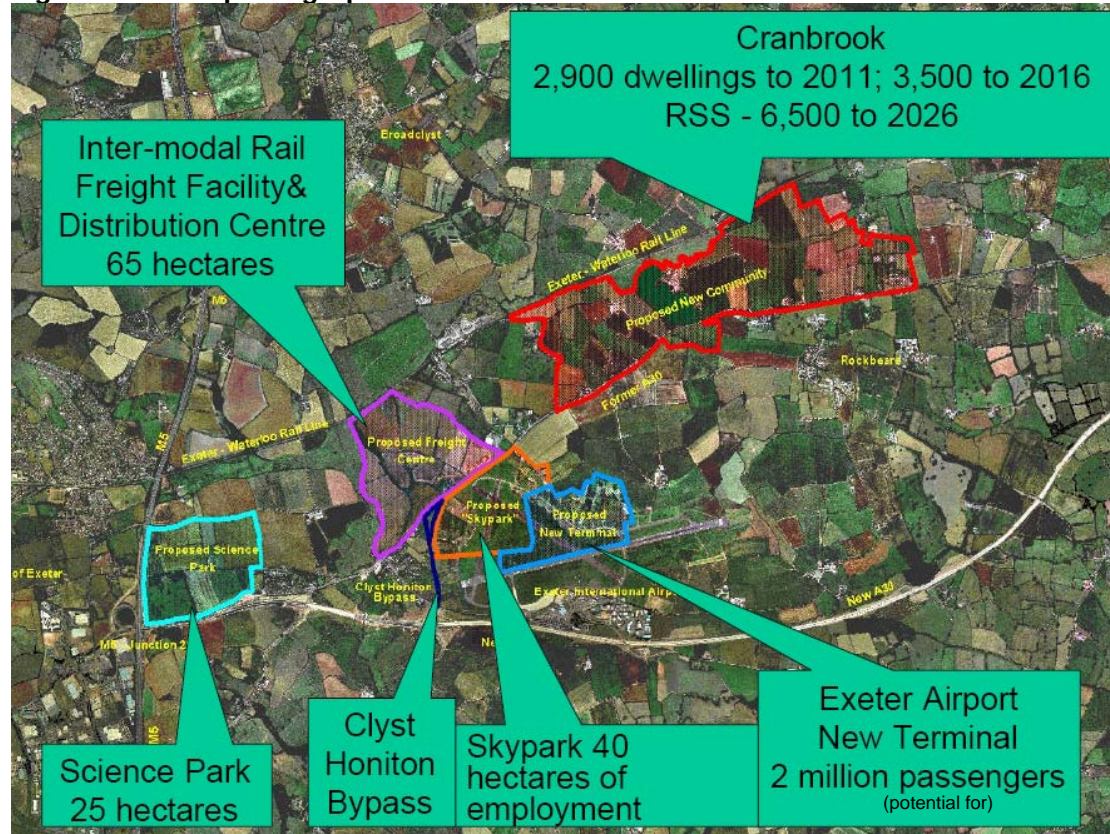 Cranbrook
2,900 dwellings to 2011; 3,500 to 2016
RSS - 6,500 to 2026
Inter-modal Rail
Freight Facility&
Distribution Centre
65 hectares
Broadclyst
Exeter - Waterloo Rail Line
Proposed New Community
Former A30
Rockbeare
M5
M5
Exeter - Waterloo Rail Line
Proposed Freight
Centre
Proposed
"Skypark"
Proposed
New Terminal
Proposed Science
Park
of Exeter
Clyst Honiton
Bypass
Exeter International Airp
New A30
M5 Junction 2
Ne
M5
Science Park
25 hectares
Clyst
Honiton
Bypass
Skypark 40
hectares of
employment
Exeter Airport
New Terminal
2 million passengers
(potential for)